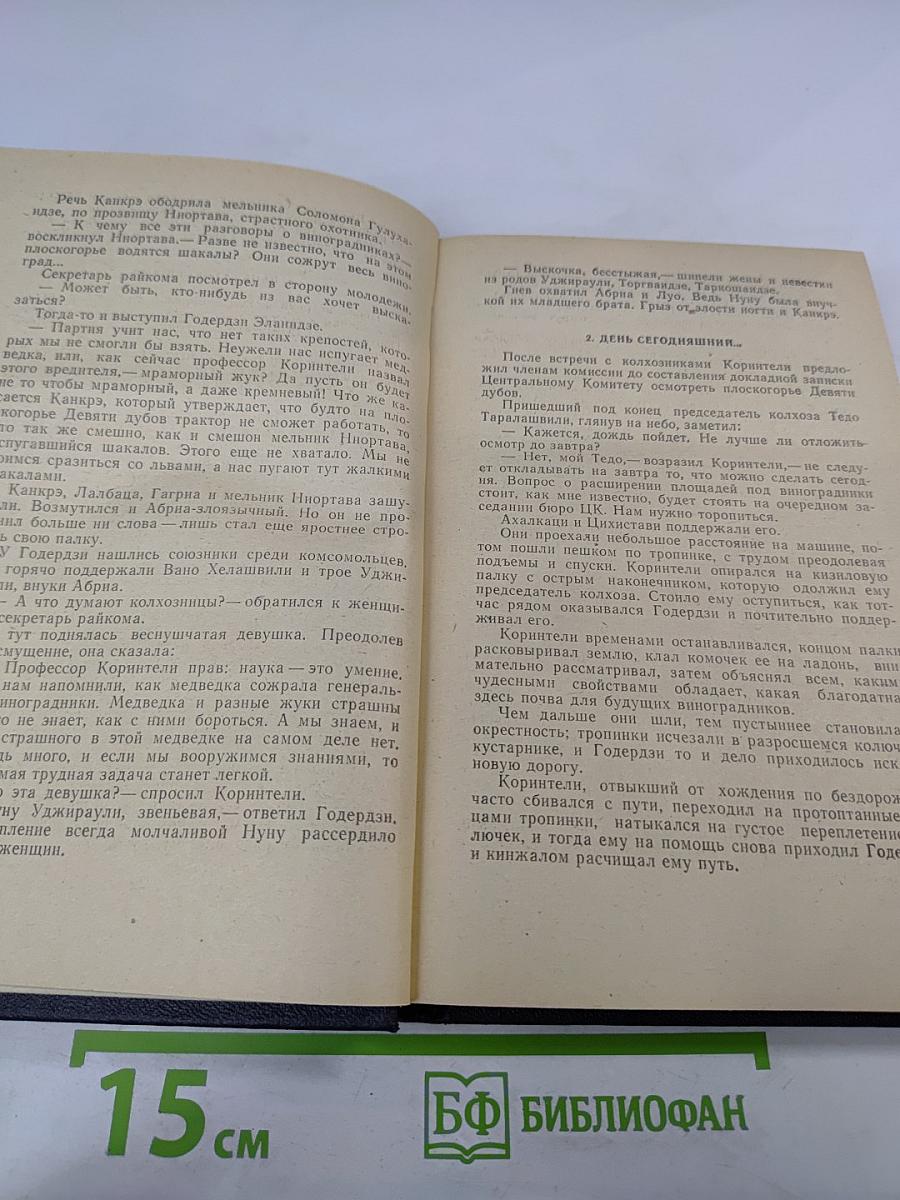 Речь Канкрэ ободрила мельника Соломона Гулуха-
идзе, по прозвищу Ниортава, страстного охотника.
— К чему все эти разговоры о виноградниках?—
воскликнул Ниортава.— Разве не известно, что на этом
плоскогорье водятся шакалы? Они сожрут весь вино-
град...
Секретарь райкома посмотрел в сторону молодежи.
— Может быть, кто-нибудь из вас хочет выска-
заться?
Тогда-то и выступил Годердзи Эланидзе.
— Партия учит нас, что нет таких крепостей, кото-
рых мы не смогли бы взять. Неужели нас испугает мед-
ведка, или, как сейчас профессор Коринтели назвал
этого вредителя,— мраморный жук? Да пусть он будет
не то чтобы мраморный, а даже кремневый! Что же ка-
сается Канкрэ, который утверждает, что будто на пло-
скогорье Девяти дубов трактор не сможет работать, то
то так же смешно, как и смешон мельник Ниортава,
спугавшийся шакалов. Этого еще не хватало. Мы не
оимся сразиться со львами, а нас пугают тут жалкими
акалами.
Канкрэ, Лалбаца, Гагриа и мельник Ниортава зашу-
ли. Возмутился и Абриа-злоязычный. Но он не про-
нил больше ни слова — лишь стал еще яростнее стро-
ь свою палку.
У Годердзи нашлись союзники среди комсомольцев.
горячо поддержали Вано Хелашвили и трое Уджи-
ли, внуки Абриа.
— А что думают колхозницы?— обратился к женщи-
секретарь райкома.
тут поднялась веснушчатая девушка. Преодолев
смущение, она сказала:
Профессор Коринтели прав: наука — это умение.
нам напомнили, как медведка сожрала генераль-
виноградники. Медведка и разные жуки страшны
о не знает, как с ними бороться. А мы знаем, и
страшного в этой медведке на самом деле нет.
дь много, и если мы вооружимся знаниями, то
мая трудная задача станет легкой.
о эта девушка?— спросил Коринтели.
уну Уджираули, звеньевая,— ответил Годердзи.
пление всегда молчаливой Нуну рассердило
женщин.
— Выскочка, бесстыжая,— шипели жены и невестки
из родов Уджираули, Торгваидзе, Таркошаидзе.
Гнев охватил Абриа и Луо. Ведь Нуну была внуч-
кой их младшего брата. Грыз от злости ногти и Канкрэ.
2. ДЕНЬ СЕГОДНЯШНИЙ...
После встречи с колхозниками Коринтели предло-
жил членам комиссии до составления докладной записки
Центральному Комитету осмотреть плоскогорье Девяти
дубов.
Пришедший под конец председатель колхоза Тедо
Таралашвили, глянув на небо, заметил:
— Кажется, дождь пойдет. Не лучше ли отложить
осмотр до завтра?
— Нет, мой Тедо,— возразил Коринтели,— не следу-
ет откладывать на завтра то, что можно сделать сегод-
ня. Вопрос о расширении площадей под виноградники
стоит, как мне известно, будет стоять на очередном за-
седании бюро ЦК. Нам нужно торопиться.
Ахалкаци и Цихистави поддержали его.
Они проехали небольшое расстояние на машине, по-
том пошли пешком по тропинке, с трудом преодолевая
подъемы и спуски. Коринтели опирался на кизиловую
палку с острым наконечником, которую одолжил ему
председатель колхоза. Стоило ему оступиться, как тот-
час рядом оказывался Годердзи и почтительно поддер-
живал его.
Коринтели временами останавливался, концом палки
расковыривал землю, клал комочек ее на ладонь, вни
мательно рассматривал, затем объяснял всем, каким
чудесными свойствами обладает, какая благодатна
здесь почва для будущих виноградников.
Чем дальше они шли, тем пустыннее становила
окрестность; тропинки исчезали в разросшемся колюч
кустарнике, и Годердзи то и дело приходилось иск
новую дорогу.
Коринтели, отвыкший от хождения по бездорож
часто сбивался с пути, переходил на протоптанные
цами тропинки, натыкался на густое переплетение
лючек, и тогда ему на помощь снова приходил Годе
и кинжалом расчищал ему путь.
15 см
БФ БИБЛИОФАН